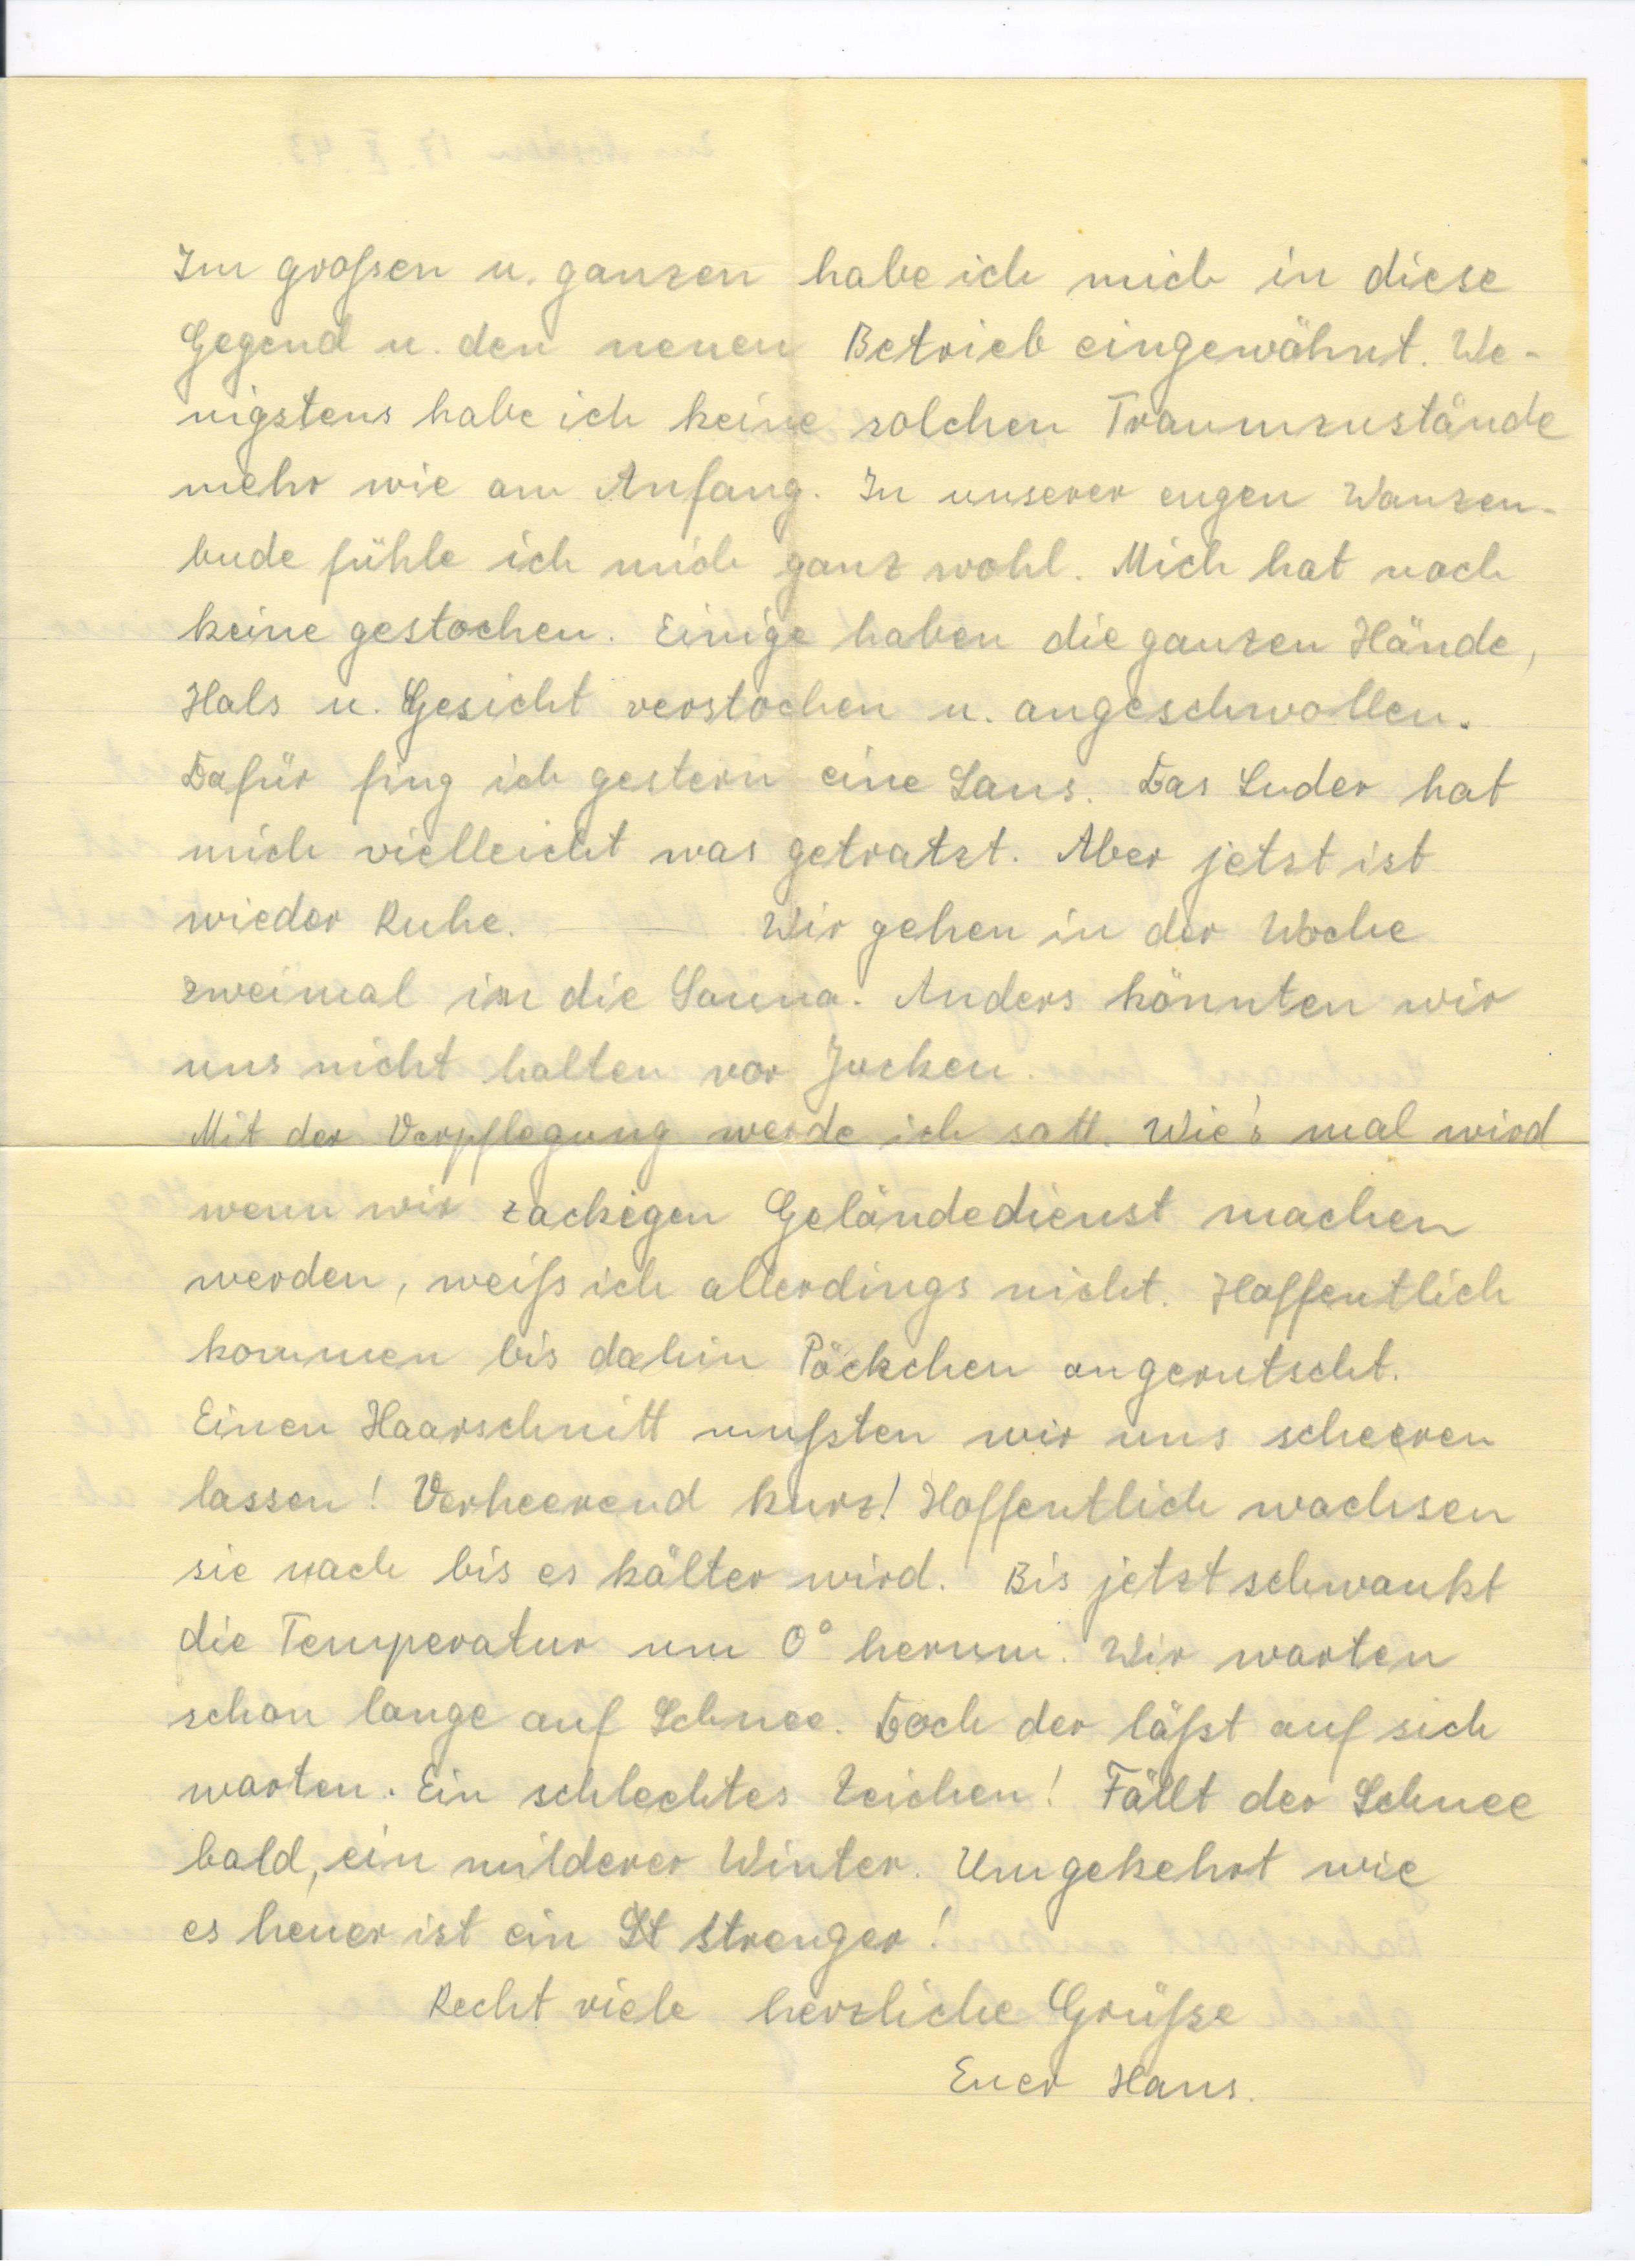 Im großen u. ganzen habe ich mich in diese
Gegend u. den neuen Betrieb eingewöhnt. We-
nigstens habe ich keine solchen Traumzustände
mehr wie am Anfang. In unserer engen Wanzen-
bude fühle ich mich ganz wohl. Mich hat noch
keine gestochen. Einige haben die ganzen Hände,
Hals u. Gesicht verstochen u. angeschwollen.
Dafür fing ich gestern eine Laus. Das Luder hat
mich vielleicht was getratzt. Aber jetzt ist
wieder Ruhe. — Wir gehen in der Woche
zweimal in die Sauna. Anders könnten wir
uns nicht halten vor Jucken.
Mit der Verpflegung werde ich satt. Wie's mal wird
wenn wir zackigen Geländedienst machen
werden, weiß ich allerdings nicht. Hoffentlich
kommen bis dahin Päckchen angerutscht.
Einen Haarschnitt mußten wir uns scheeren
lassen! Verheerend kurz! Hoffentlich wachsen
sie nach bis es kälter wird. Bis jetzt schwankt
die Temperatur um 0° herum. Wir warten
schon lange auf Schnee. Doch der läßt auf sich
warten. Ein schlechtes Zeichen! Fällt der Schnee
bald, ein milderer Winter. Umgekehrt wie
es heuer ist ein strenger!
Recht viele herzliche Grüße
Euer Hans.